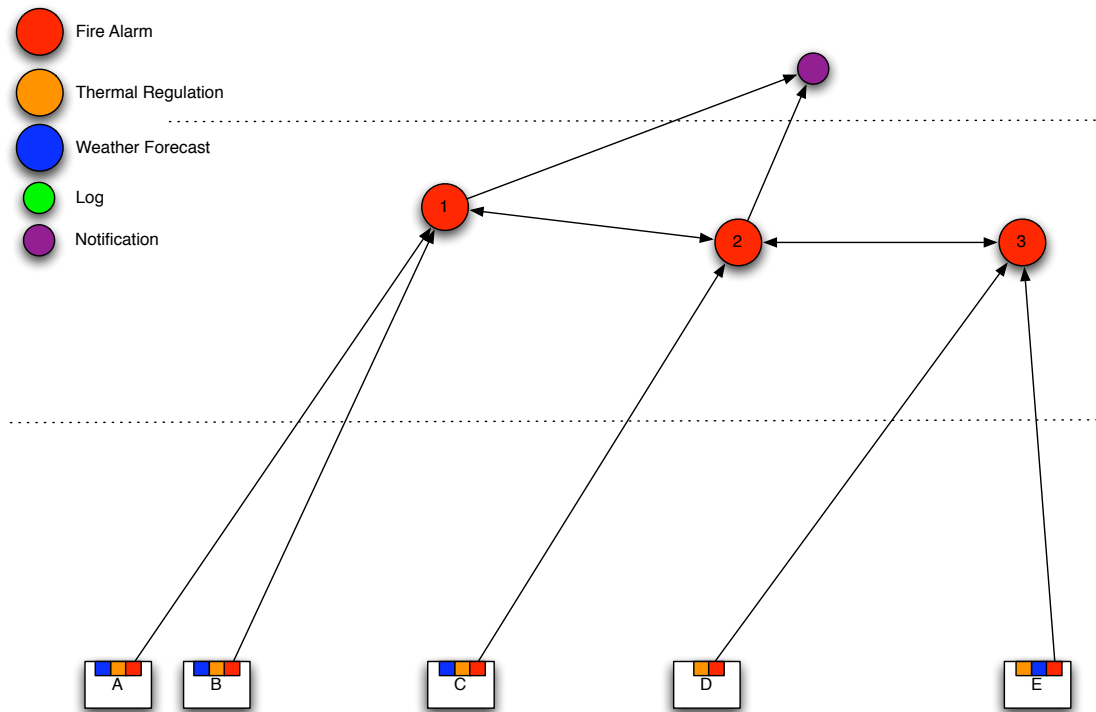 Fire Alarm
Thermal Regulation
Weather Forecast
Log
Notification
1
2
3
A
B
C
D
E